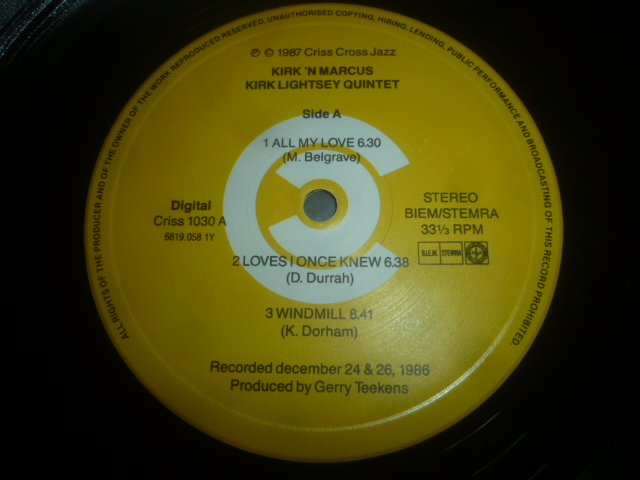 ALL RIGHTS OF THE PRODUCER AND OF THE OWNER OF THE WORK REPRODUCED RESERVED. UNAUTHORISED COPYING, HIRING, LENDING, PUBLIC PERFORMANCE AND BROADCASTING OF THIS RECORD PROHIBITED.
℗ © 1987 Criss Cross Jazz
KIRK 'N MARCUS
KIRK LIGHTSEY QUINTET
Side A
1 ALL MY LOVE 6.30
(M. Belgrave)
Digital
Criss 1030 A
6819.058 1Y
STEREO
BIEM/STEMRA
33⅓ RPM
B.I.E.M. STEMRA
2 LOVES I ONCE KNEW 6.38
(D. Durrah)
3 WINDMILL 8.41
(K. Dorham)
Recorded december 24 & 26, 1986
Produced by Gerry Teekens